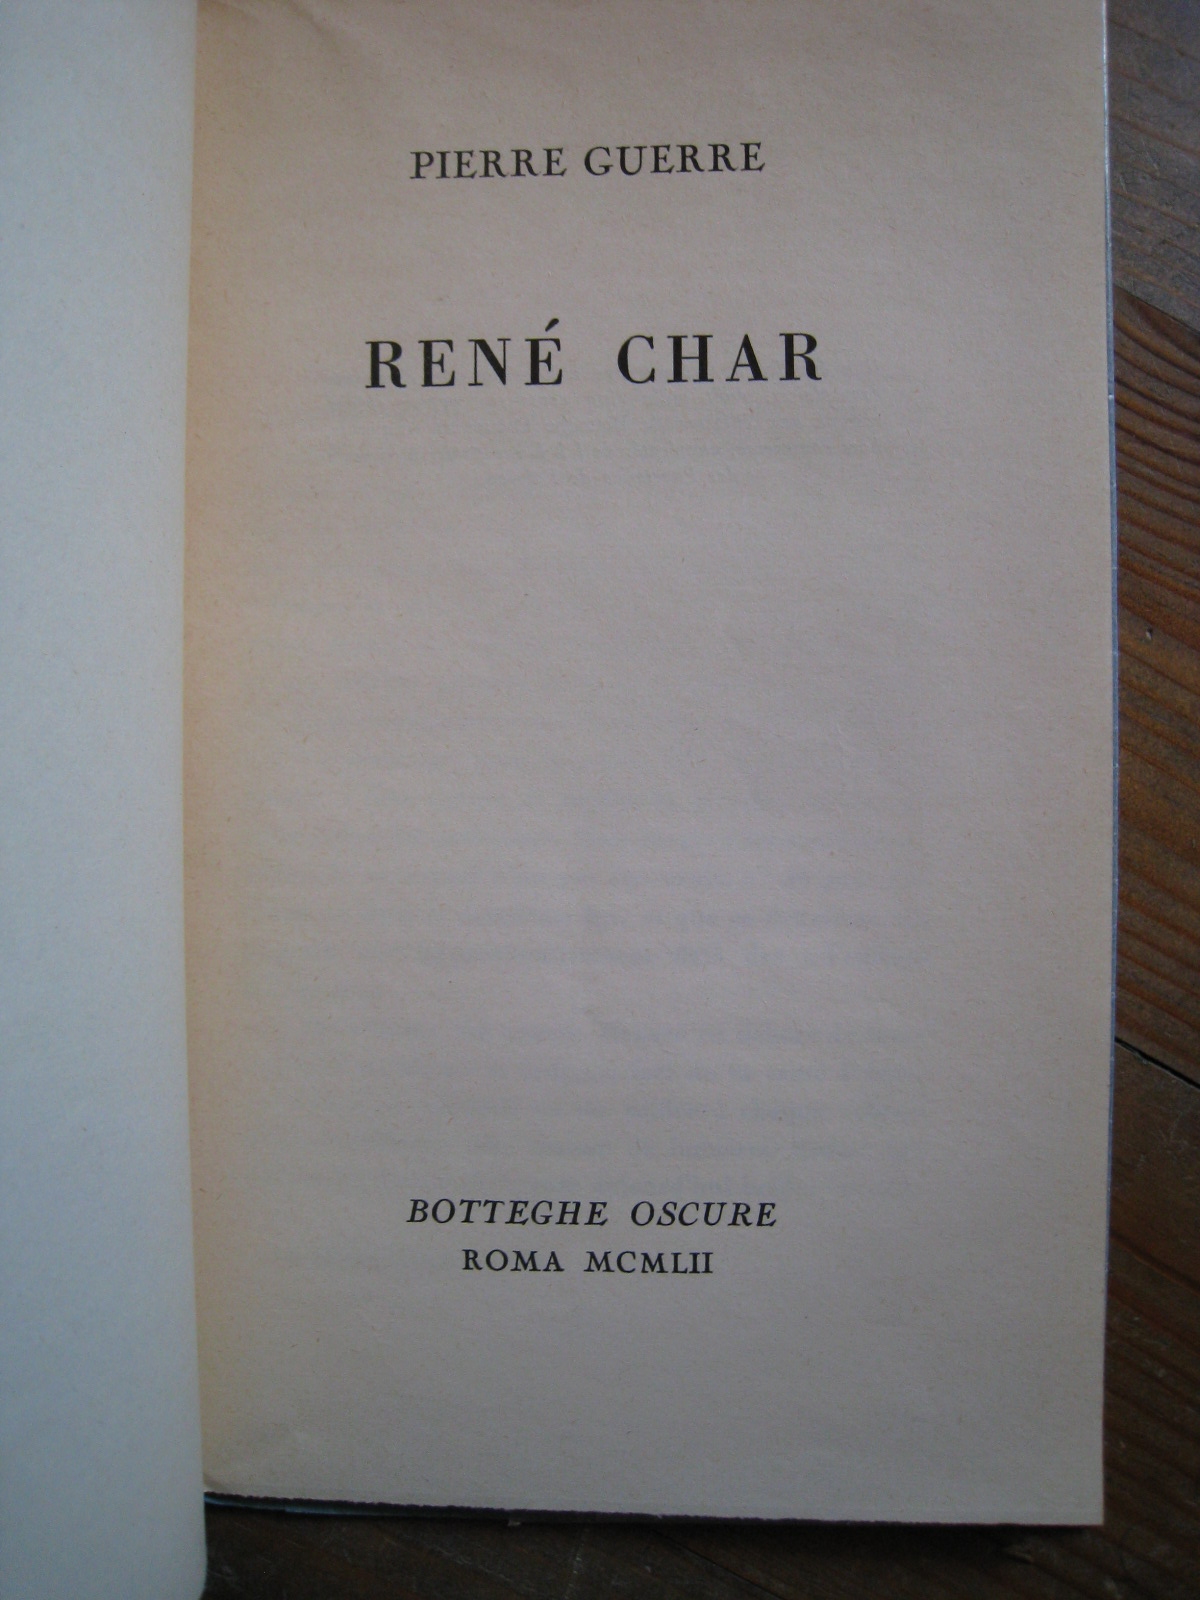 PIERRE GUERRE
RENÉ CHAR
BOTTEGHE OSCURE
ROMA MCMLII